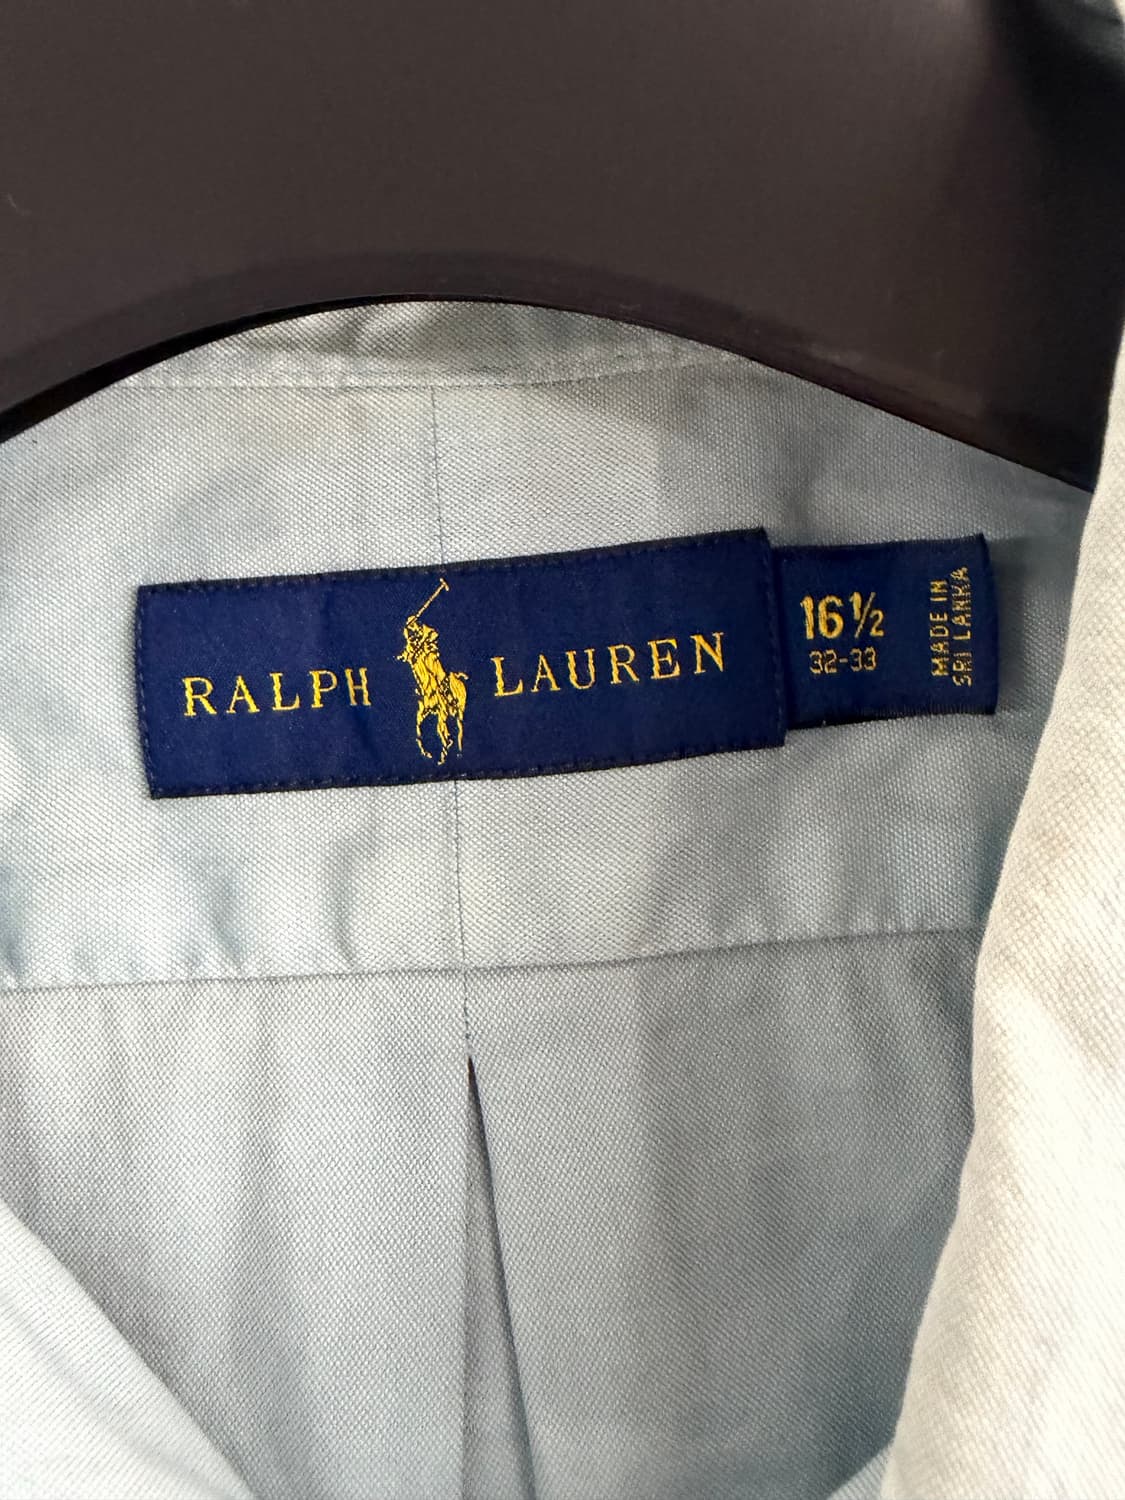 RALPH LAUREN
16½
32-33
MADE IN
SRI LANKA